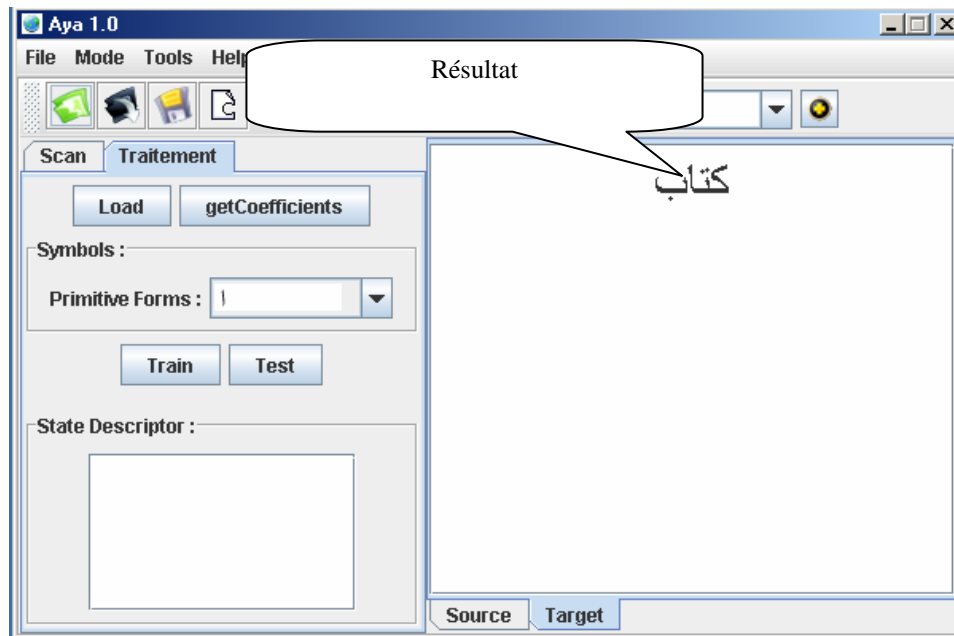 Aya 1.0
File Mode Tools Help
Résultat
Scan Traitement
Load getCoefficients
Symbols :
Primitive Forms : ا
Train Test
State Descriptor :
كتاب
Source Target